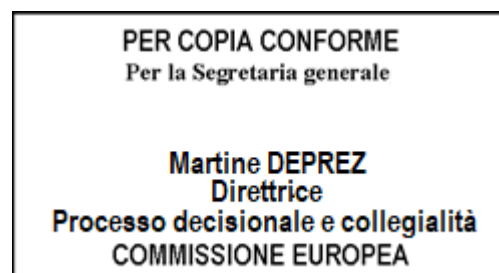 PER COPIA CONFORME
Per la Segretaria generale
Martine DEPREZ
Direttrice
Processo decisionale e collegialità
COMMISSIONE EUROPEA